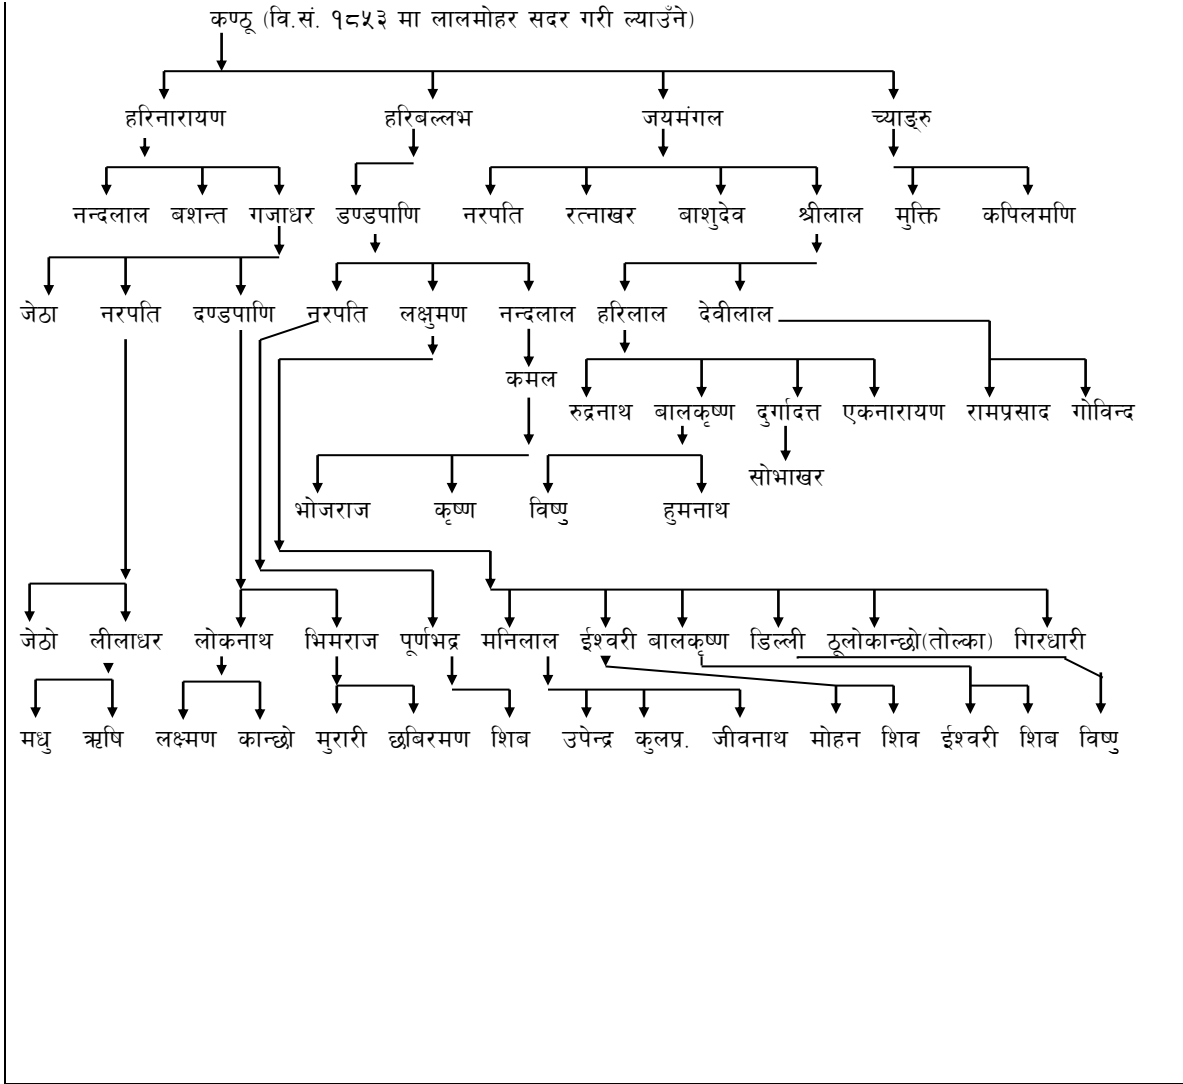 कण्ठू (वि.सं. १८५३ मा लालमोहर सदर गरी ल्याउँने)
हरिनारायण हरिबल्लभ जयमंगल च्याङ्रु
नन्दलाल बशन्त गजाधर डण्डपाणि नरपति रत्नाखर बाशुदेव श्रीलाल मुक्ति कपिलमणि
जेठा नरपति दण्डपाणि नरपति लक्षुमण नन्दलाल हरिलाल देवीलाल
कमल
रुद्रनाथ बालकृष्ण दुर्गादत्त एकनारायण रामप्रसाद गोविन्द
सोभाखर
भोजराज कृष्ण विष्णु हुमनाथ
जेठो लीलाधर लोकनाथ भिमराज पूर्णभद्र मनिलाल ईश्वरी बालकृष्ण डिल्ली ठूलोकान्छो(तोल्का) गिरधारी
मधु ऋषि लक्ष्मण कान्छो मुरारी छबिरमण शिब उपेन्द्र कुलप्र. जीवनाथ मोहन शिव ईश्वरी शिब विष्णु